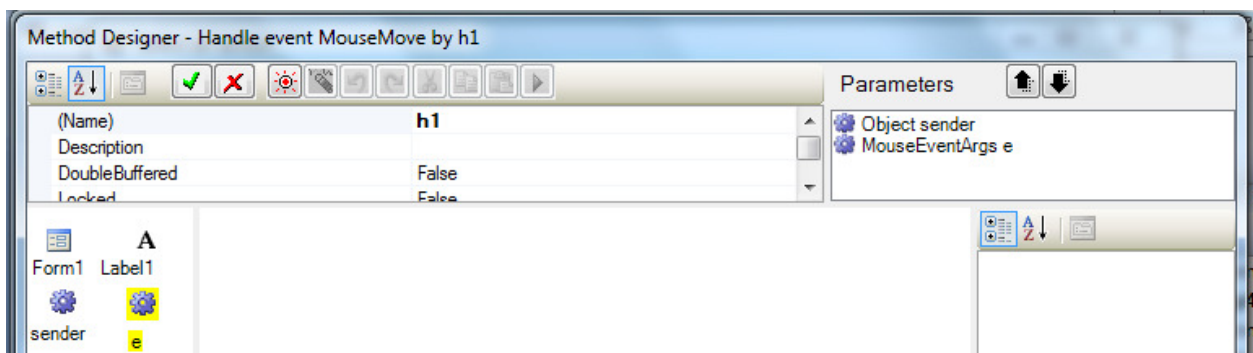 Method Designer - Handle event MouseMove by h1
Parameters
(Name) h1
Description
DoubleBuffered False
Locked False
Object sender
MouseEventArgs e
Form1 Label1
sender e